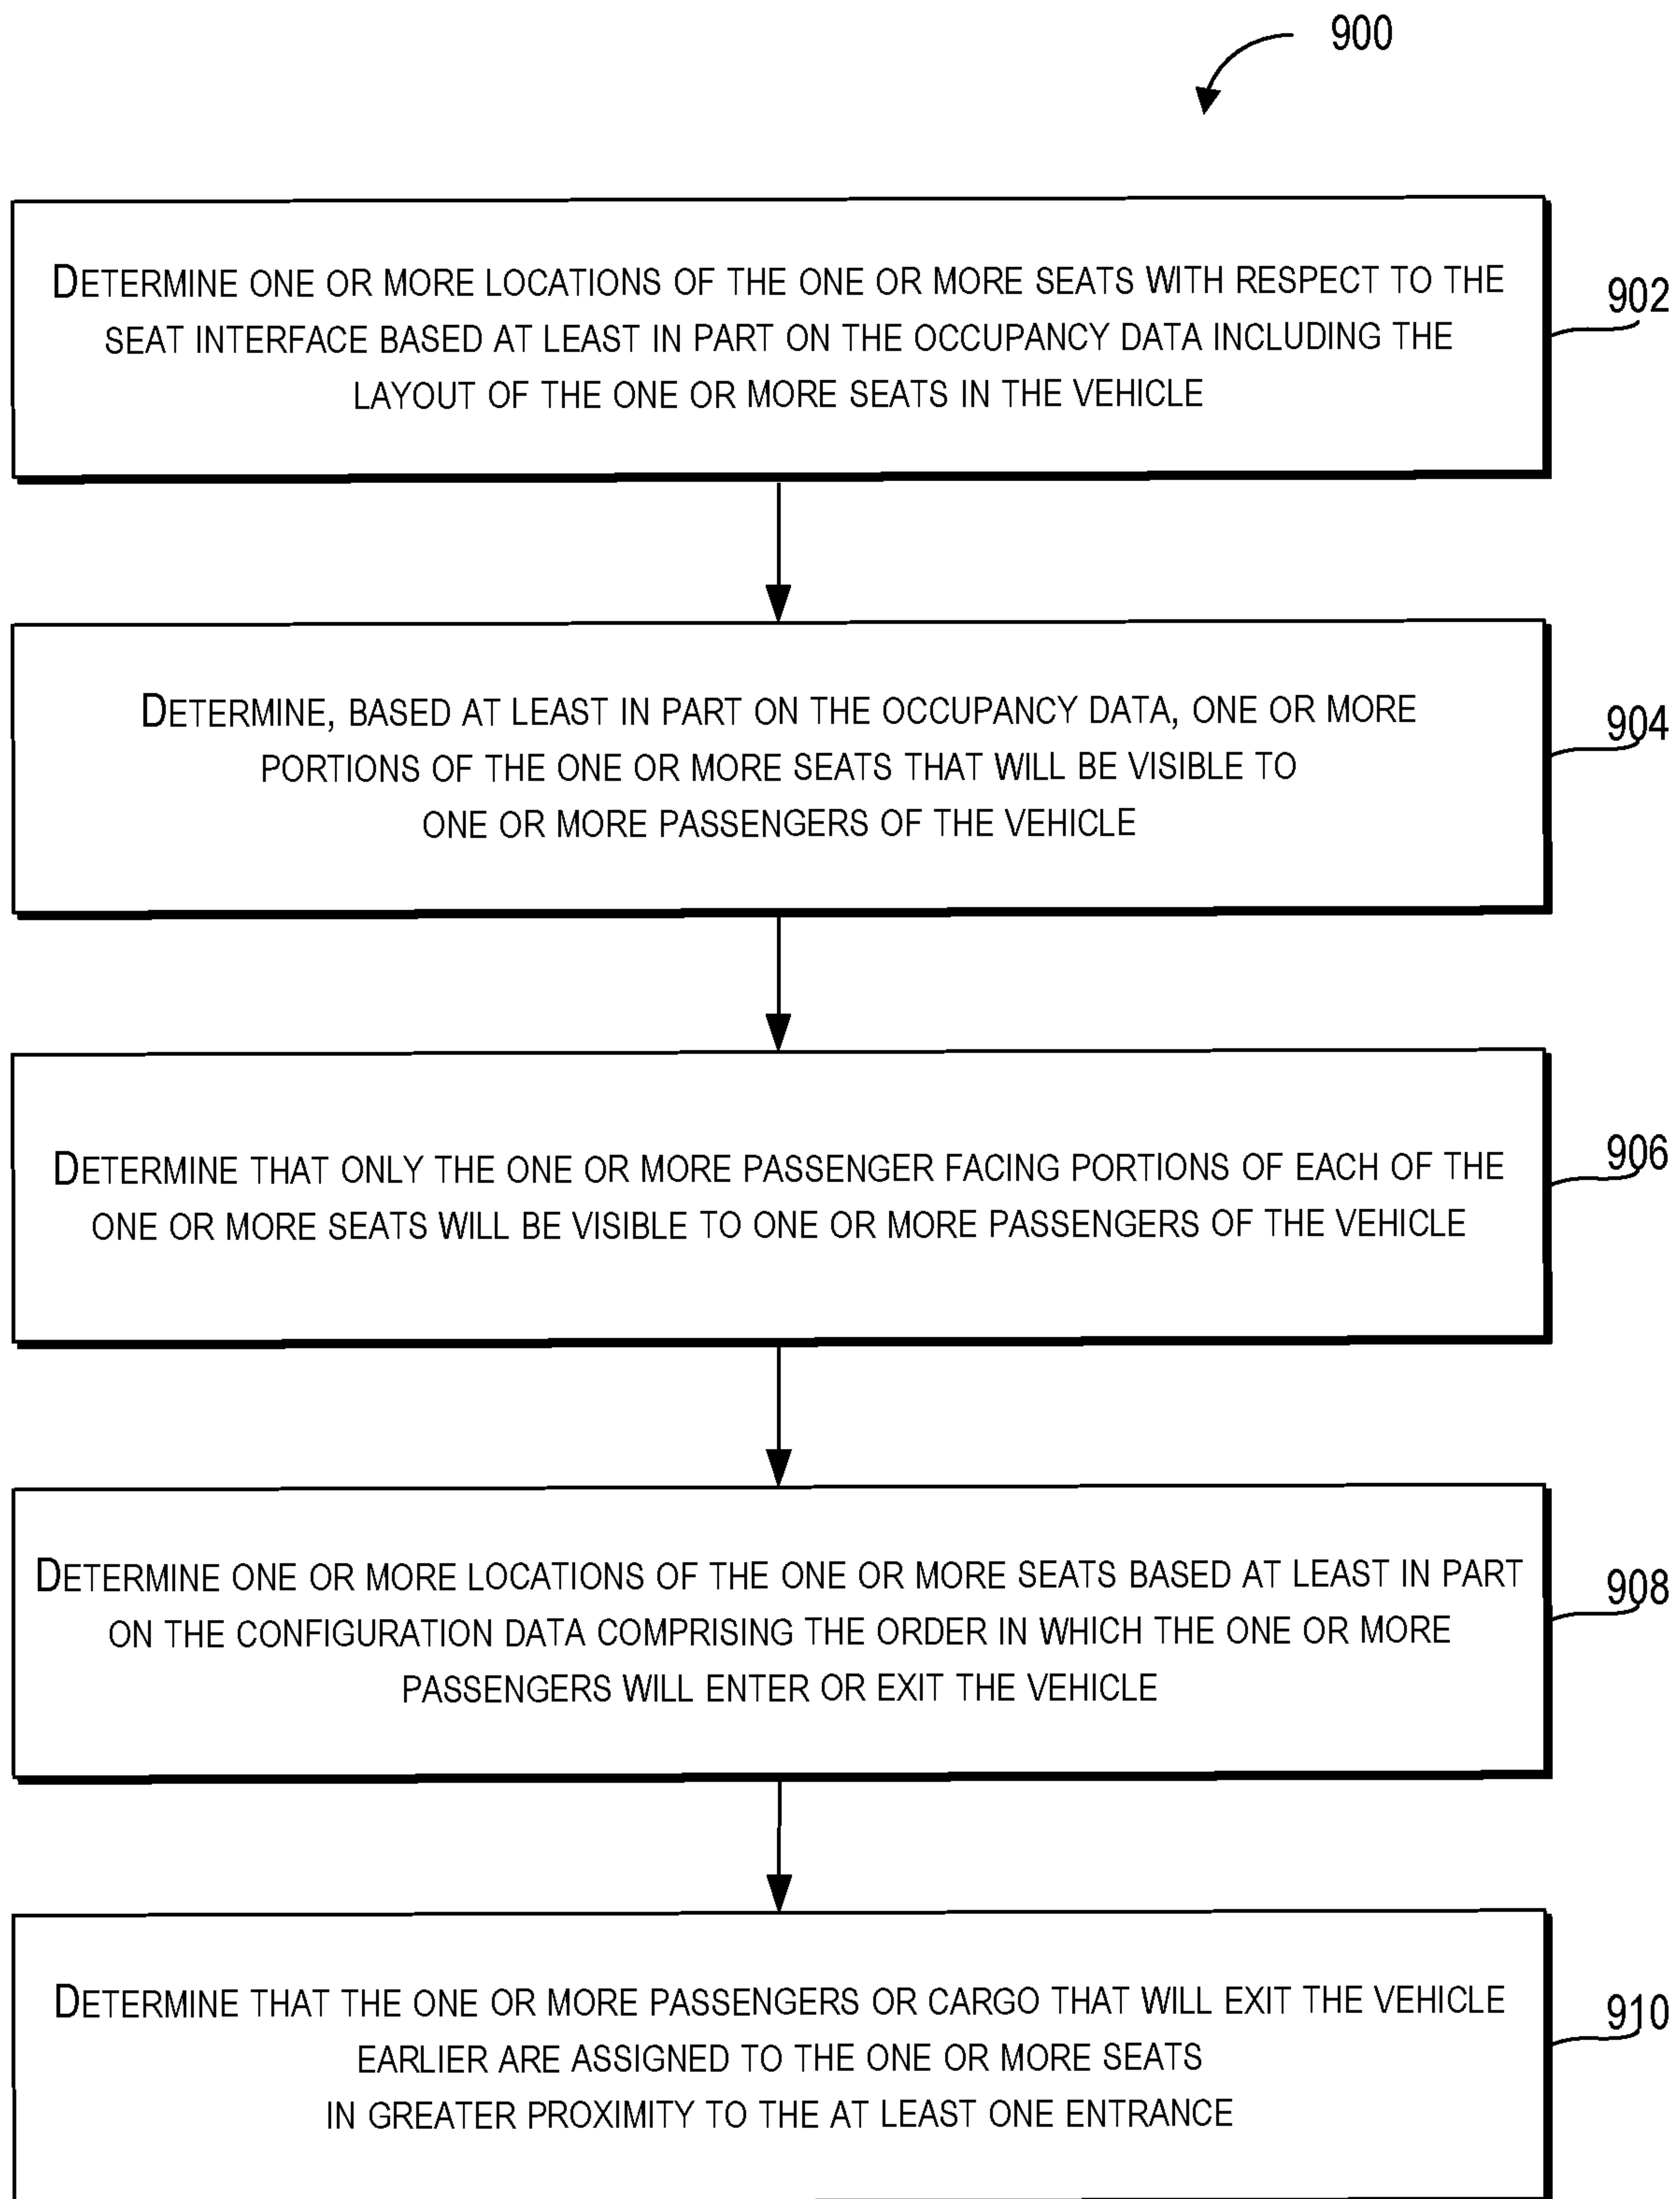 900
DETERMINE ONE OR MORE LOCATIONS OF THE ONE OR MORE SEATS WITH RESPECT TO THE
SEAT INTERFACE BASED AT LEAST IN PART ON THE OCCUPANCY DATA INCLUDING THE
LAYOUT OF THE ONE OR MORE SEATS IN THE VEHICLE
902
DETERMINE, BASED AT LEAST IN PART ON THE OCCUPANCY DATA, ONE OR MORE
PORTIONS OF THE ONE OR MORE SEATS THAT WILL BE VISIBLE TO
ONE OR MORE PASSENGERS OF THE VEHICLE
904
DETERMINE THAT ONLY THE ONE OR MORE PASSENGER FACING PORTIONS OF EACH OF THE
ONE OR MORE SEATS WILL BE VISIBLE TO ONE OR MORE PASSENGERS OF THE VEHICLE
906
DETERMINE ONE OR MORE LOCATIONS OF THE ONE OR MORE SEATS BASED AT LEAST IN PART
ON THE CONFIGURATION DATA COMPRISING THE ORDER IN WHICH THE ONE OR MORE
PASSENGERS WILL ENTER OR EXIT THE VEHICLE
908
DETERMINE THAT THE ONE OR MORE PASSENGERS OR CARGO THAT WILL EXIT THE VEHICLE
EARLIER ARE ASSIGNED TO THE ONE OR MORE SEATS
IN GREATER PROXIMITY TO THE AT LEAST ONE ENTRANCE
910